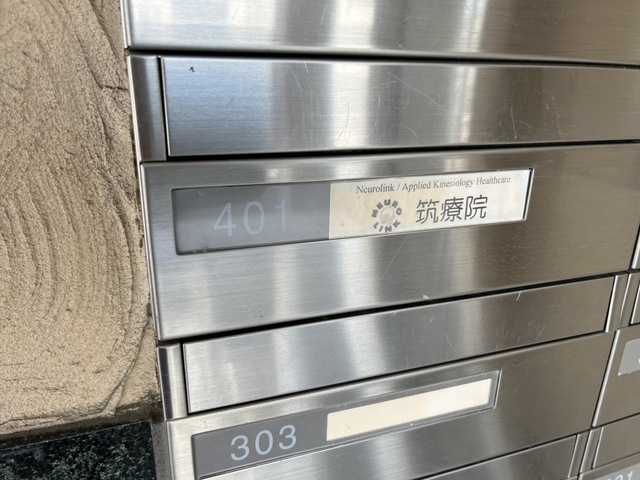 401
Neurolink / Applied Kinesiology Healthcare
NEURO LINK
筑療院
303